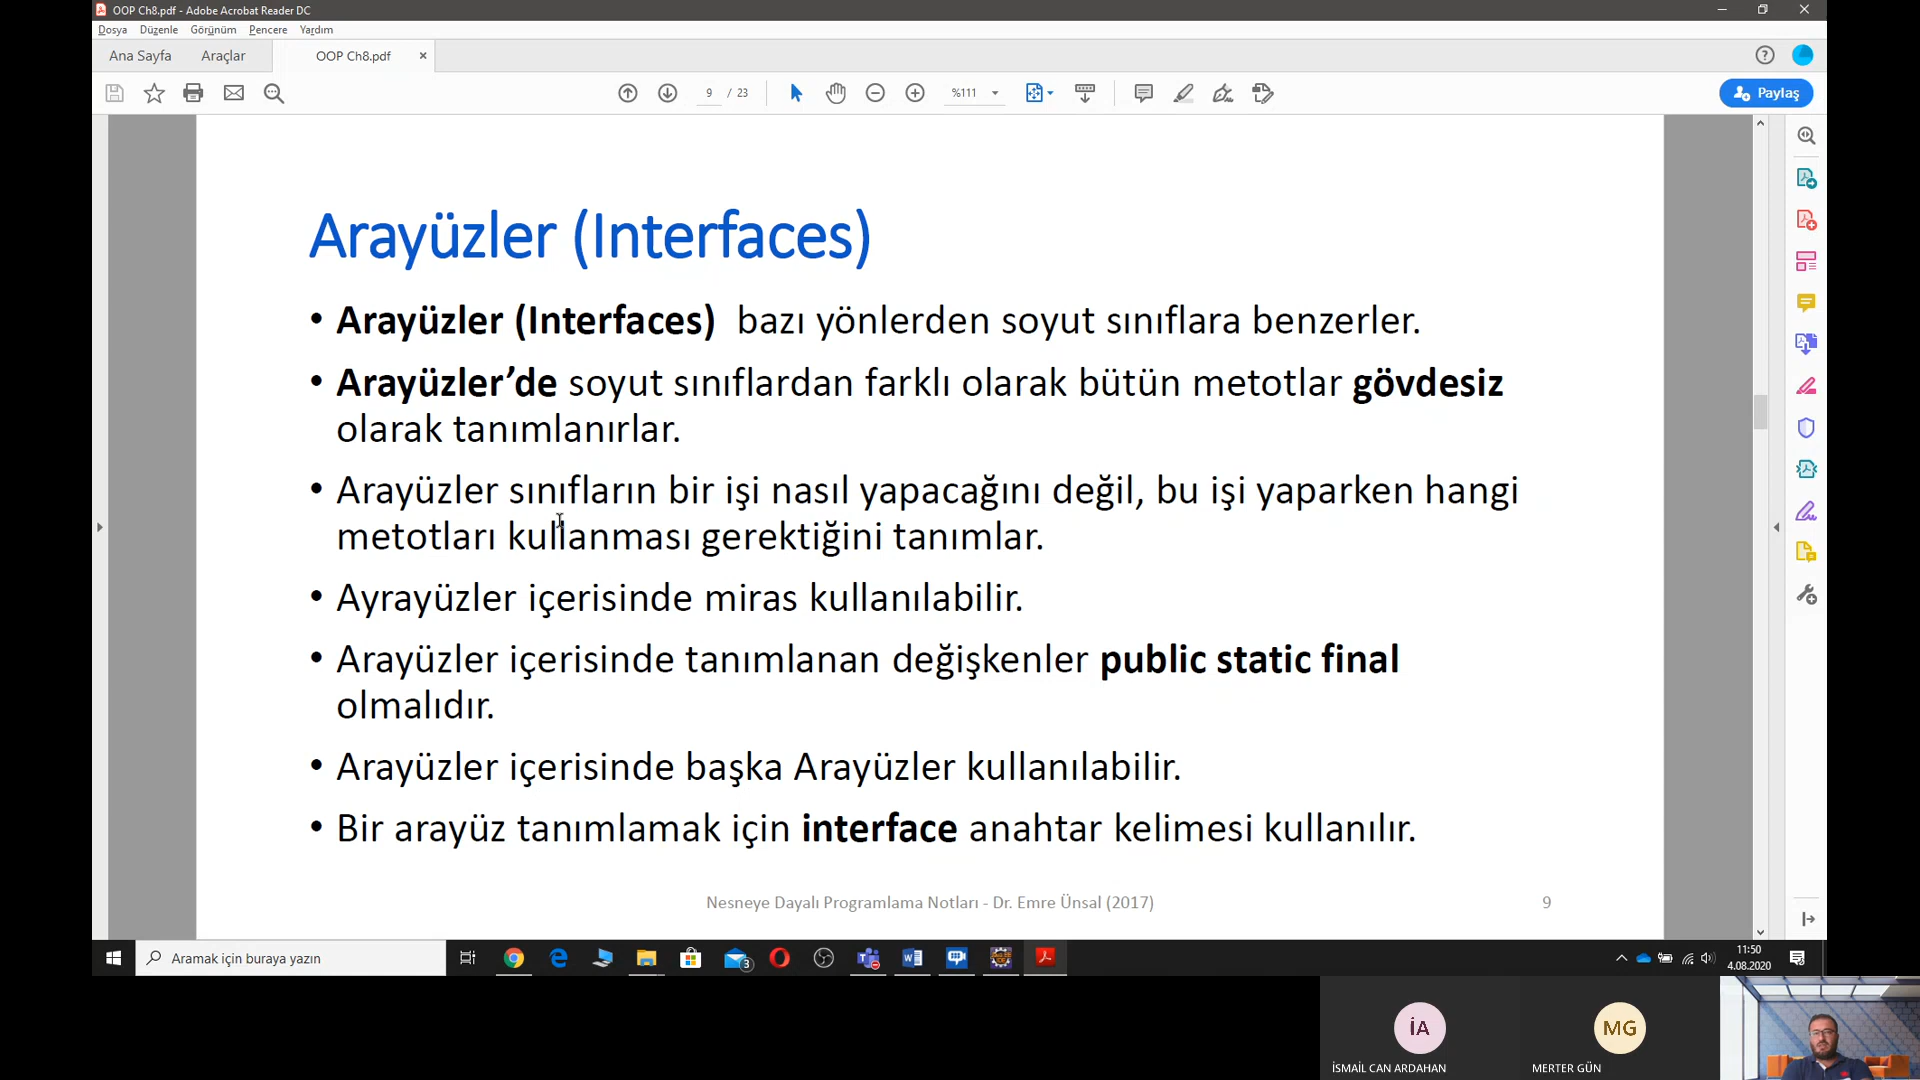 OOP Ch8.pdf - Adobe Acrobat Reader DC
Dosya Düzenle Görünüm Pencere Yardım
Ana Sayfa Araçlar OOP Ch8.pdf ×
9 / 23 %111 Paylaş
Arayüzler (Interfaces)
• Arayüzler (Interfaces) bazı yönlerden soyut sınıflara benzerler.
• Arayüzler’de soyut sınıflardan farklı olarak bütün metotlar gövdesiz
olarak tanımlanırlar.
• Arayüzler sınıfların bir işi nasıl yapacağını değil, bu işi yaparken hangi
metotları kullanması gerektiğini tanımlar.
• Ayrayüzler içerisinde miras kullanılabilir.
• Arayüzler içerisinde tanımlanan değişkenler public static final
olmalıdır.
• Arayüzler içerisinde başka Arayüzler kullanılabilir.
• Bir arayüz tanımlamak için interface anahtar kelimesi kullanılır.
Nesneye Dayalı Programlama Notları - Dr. Emre Ünsal (2017) 9
Aramak için buraya yazın
3
11:50
4.08.2020
İA
MG
İSMAİL CAN ARDAHAN
MERTER GÜN